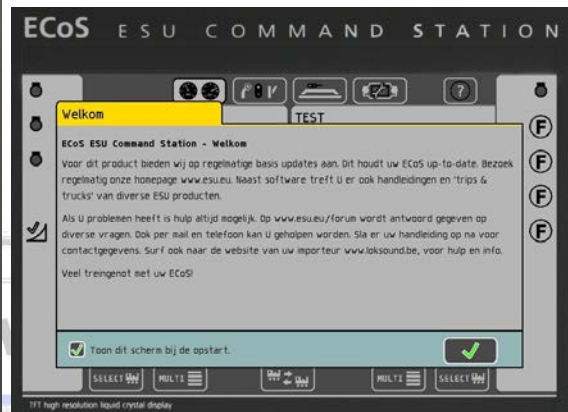 ECoS ESU COMMAND STATION
Welkom
TEST
ECoS ESU Command Station - Welkom
Voor dit product bieden wij op regelmatige basis updates aan. Dit houdt uw ECoS up-to-date. Bezoek
regelmatig onze homepage www.esu.eu. Naast software treft U er ook handleidingen en 'trips &
trucks' van diverse ESU producten.
Als U problemen heeft is hulp altijd mogelijk. Op www.esu.eu/forum wordt antwoord gegeven op
diverse vragen. Ook per mail en telefoon kan U geholpen worden. Sla er uw handleiding op na voor
contactgegevens. Surf ook naar de website van uw importeur www.loksound.be, voor hulp en info.
Veel treingenot met uw ECoS!
F
F
F
F
Toon dit scherm bij de opstart.
SELECT MULTI MULTI SELECT
TFT high resolution liquid crystal display